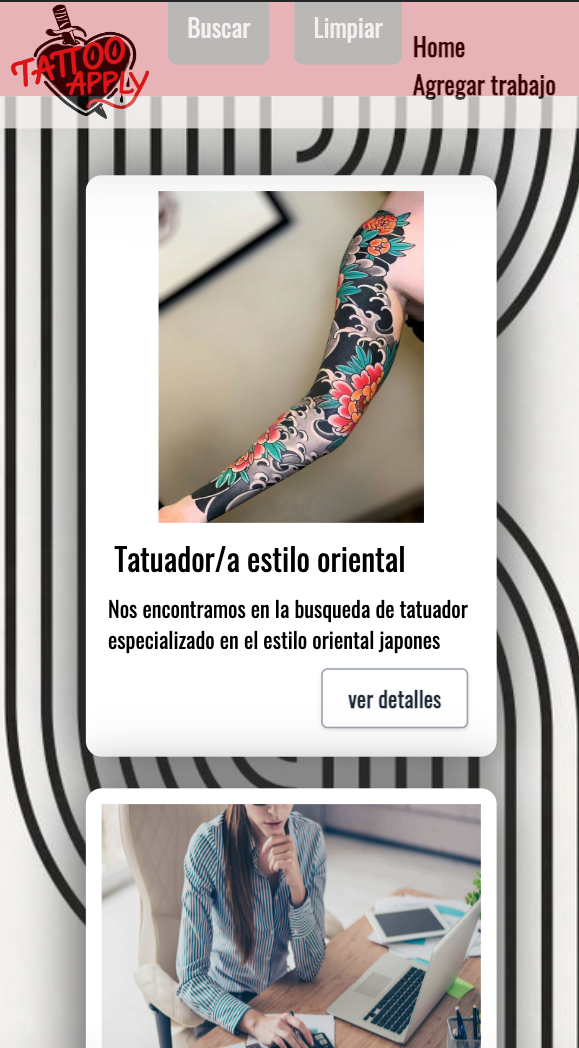 TATTOO
APPLY
Buscar
Limpiar
Home
Agregar trabajo
Tatuador/a estilo oriental
Nos encontramos en la busqueda de tatuador
especializado en el estilo oriental japones
ver detalles